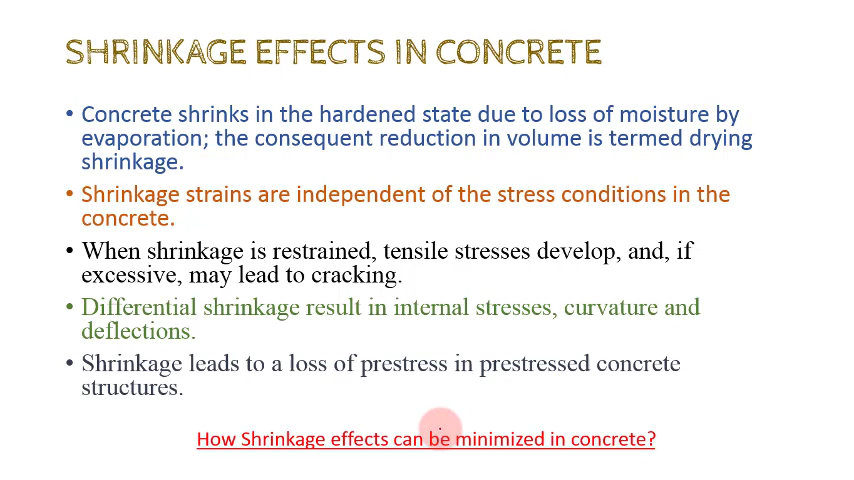 SHRINKAGE EFFECTS IN CONCRETE
• Concrete shrinks in the hardened state due to loss of moisture by
evaporation; the consequent reduction in volume is termed drying
shrinkage.
• Shrinkage strains are independent of the stress conditions in the
concrete.
• When shrinkage is restrained, tensile stresses develop, and, if
excessive, may lead to cracking.
• Differential shrinkage result in internal stresses, curvature and
deflections.
• Shrinkage leads to a loss of prestress in prestressed concrete
structures.
How Shrinkage effects can be minimized in concrete?